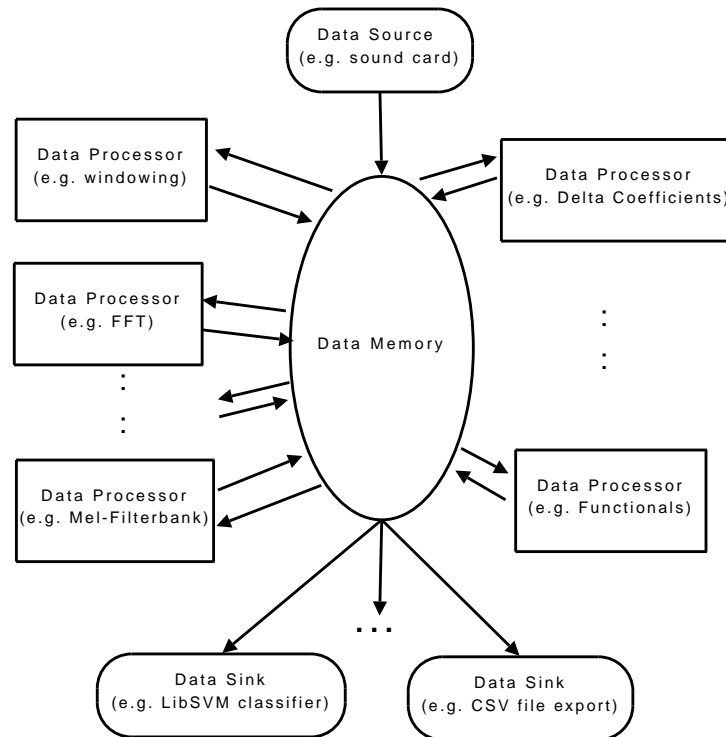 Data Source
(e.g. sound card)
Data Processor
(e.g. windowing)
Data Processor
(e.g. Delta Coefficients)
Data Processor
(e.g. FFT)
:
:
Data Memory
:
:
Data Processor
(e.g. Mel-Filterbank)
Data Processor
(e.g. Functionals)
...
Data Sink
(e.g. LibSVM classifier)
Data Sink
(e.g. CSV file export)